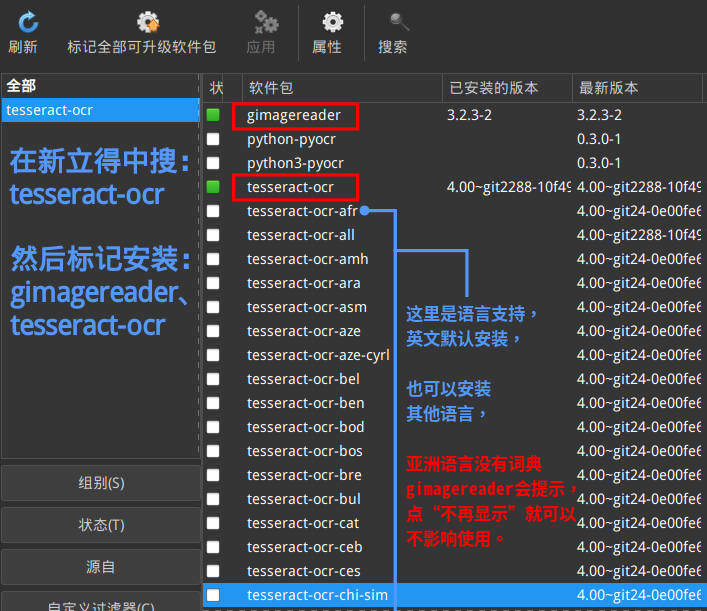 刷新
标记全部可升级软件包
应用
属性
搜索
全部
tesseract-ocr
在新立得中搜：
tesseract-ocr
然后标记安装：
gimagereader、
tesseract-ocr
组别(S)
状态(T)
源自
自定义过滤器(C)
状 软件包 已安装的版本 最新版本
gimagereader 3.2.3-2 3.2.3-2
python-pyocr 0.3.0-1
python3-pyocr 0.3.0-1
tesseract-ocr 4.00~git2288-10f49 4.00~git2288-10f49
tesseract-ocr-afr 4.00~git24-0e00fe6
tesseract-ocr-all 4.00~git2288-10f49
tesseract-ocr-amh 4.00~git24-0e00fe6
tesseract-ocr-ara 4.00~git24-0e00fe6
tesseract-ocr-asm 4.00~git24-0e00fe6
tesseract-ocr-aze 4.00~git24-0e00fe6
tesseract-ocr-aze-cyrl 4.00~git24-0e00fe6
tesseract-ocr-bel 4.00~git24-0e00fe6
tesseract-ocr-ben 4.00~git24-0e00fe6
tesseract-ocr-bod 4.00~git24-0e00fe6
tesseract-ocr-bos 4.00~git24-0e00fe6
tesseract-ocr-bre 4.00~git24-0e00fe6
tesseract-ocr-bul 4.00~git24-0e00fe6
tesseract-ocr-cat 4.00~git24-0e00fe6
tesseract-ocr-ceb 4.00~git24-0e00fe6
tesseract-ocr-ces 4.00~git24-0e00fe6
tesseract-ocr-chi-sim 4.00~git24-0e00fe6
这里是语言支持，
英文默认安装，
也可以安装
其他语言，
亚洲语言没有词典
gimagereader会提示，
点“不再显示”就可以
不影响使用。